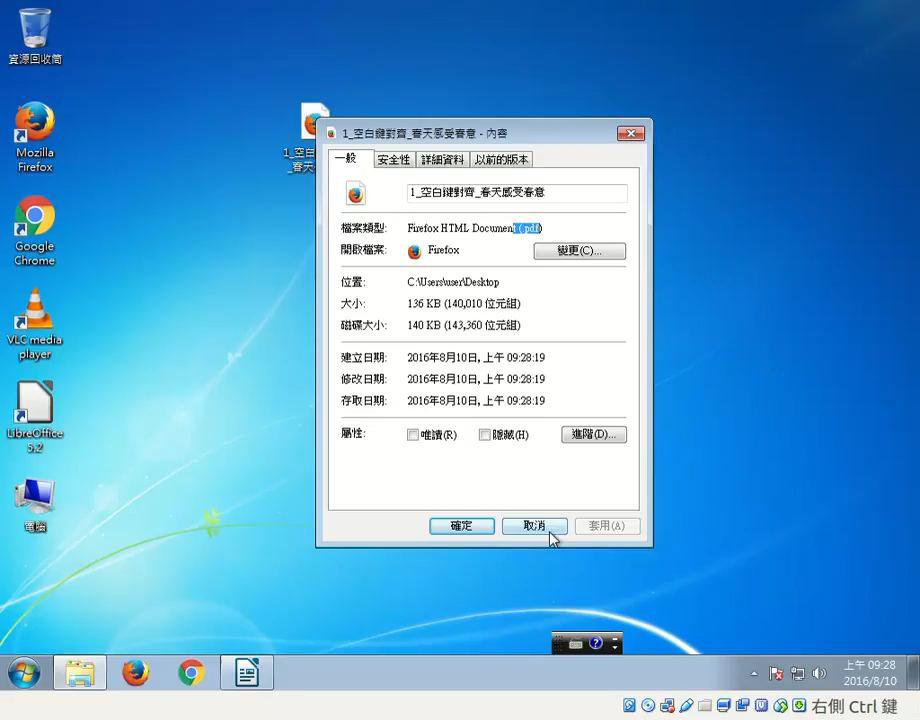 資源回收筒
Mozilla
Firefox
Google
Chrome
VLC media
player
LibreOffice
5.2
電腦
1_空白
_春天
1_空白鍵對齊_春天感受春意 - 內容
一般
安全性
詳細資料
以前的版本
1_空白鍵對齊_春天感受春意
檔案類型:
Firefox HTML Document (.pdf)
開啟檔案:
Firefox
變更(C)...
位置:
C:\Users\user\Desktop
大小:
136 KB (140,010 位元組)
磁碟大小:
140 KB (143,360 位元組)
建立日期:
2016年8月10日, 上午 09:28:19
修改日期:
2016年8月10日, 上午 09:28:19
存取日期:
2016年8月10日, 上午 09:28:19
屬性:
唯讀(R)
隱藏(H)
進階(D)...
確定
取消
套用(A)
上午 09:28
2016/8/10
右側 Ctrl 鍵